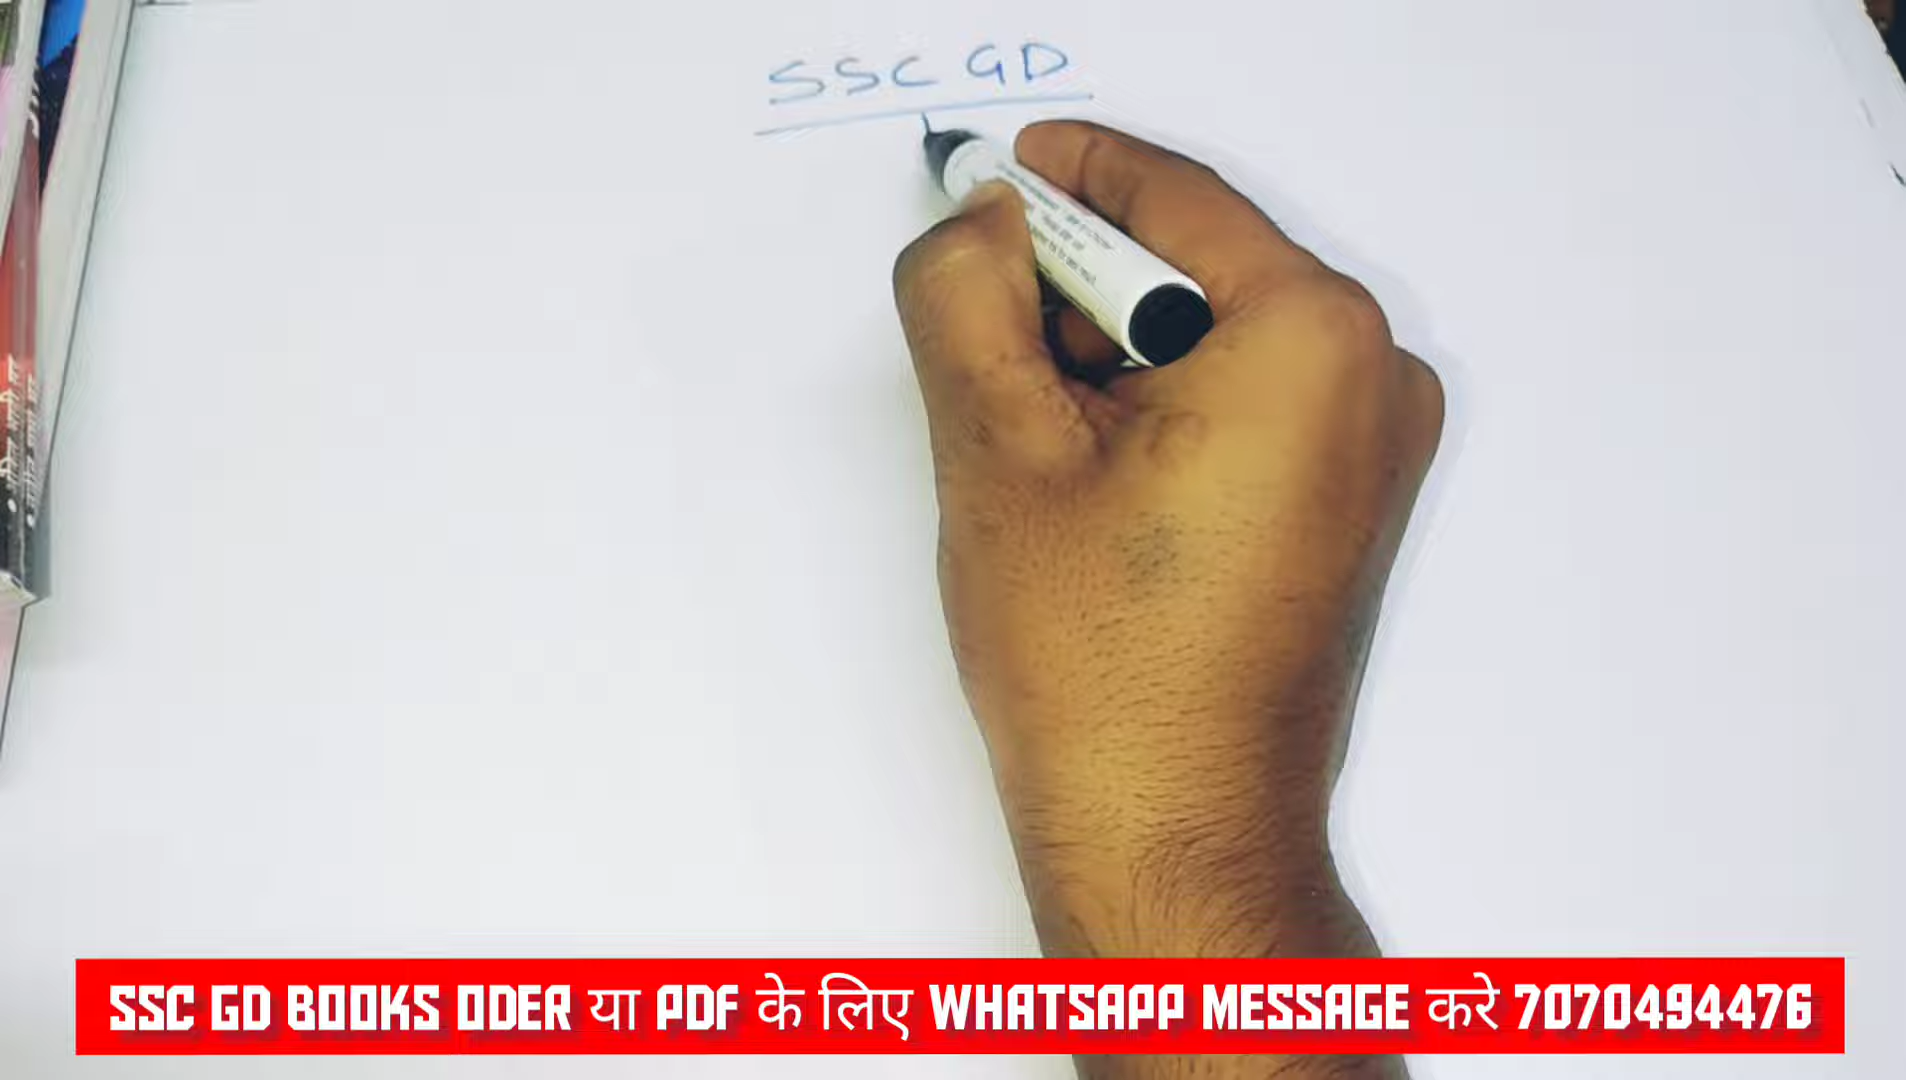 SSC GD
SSC GD BOOKS ODER या PDF के लिए WHATSAPP MESSAGE करे 7070494476